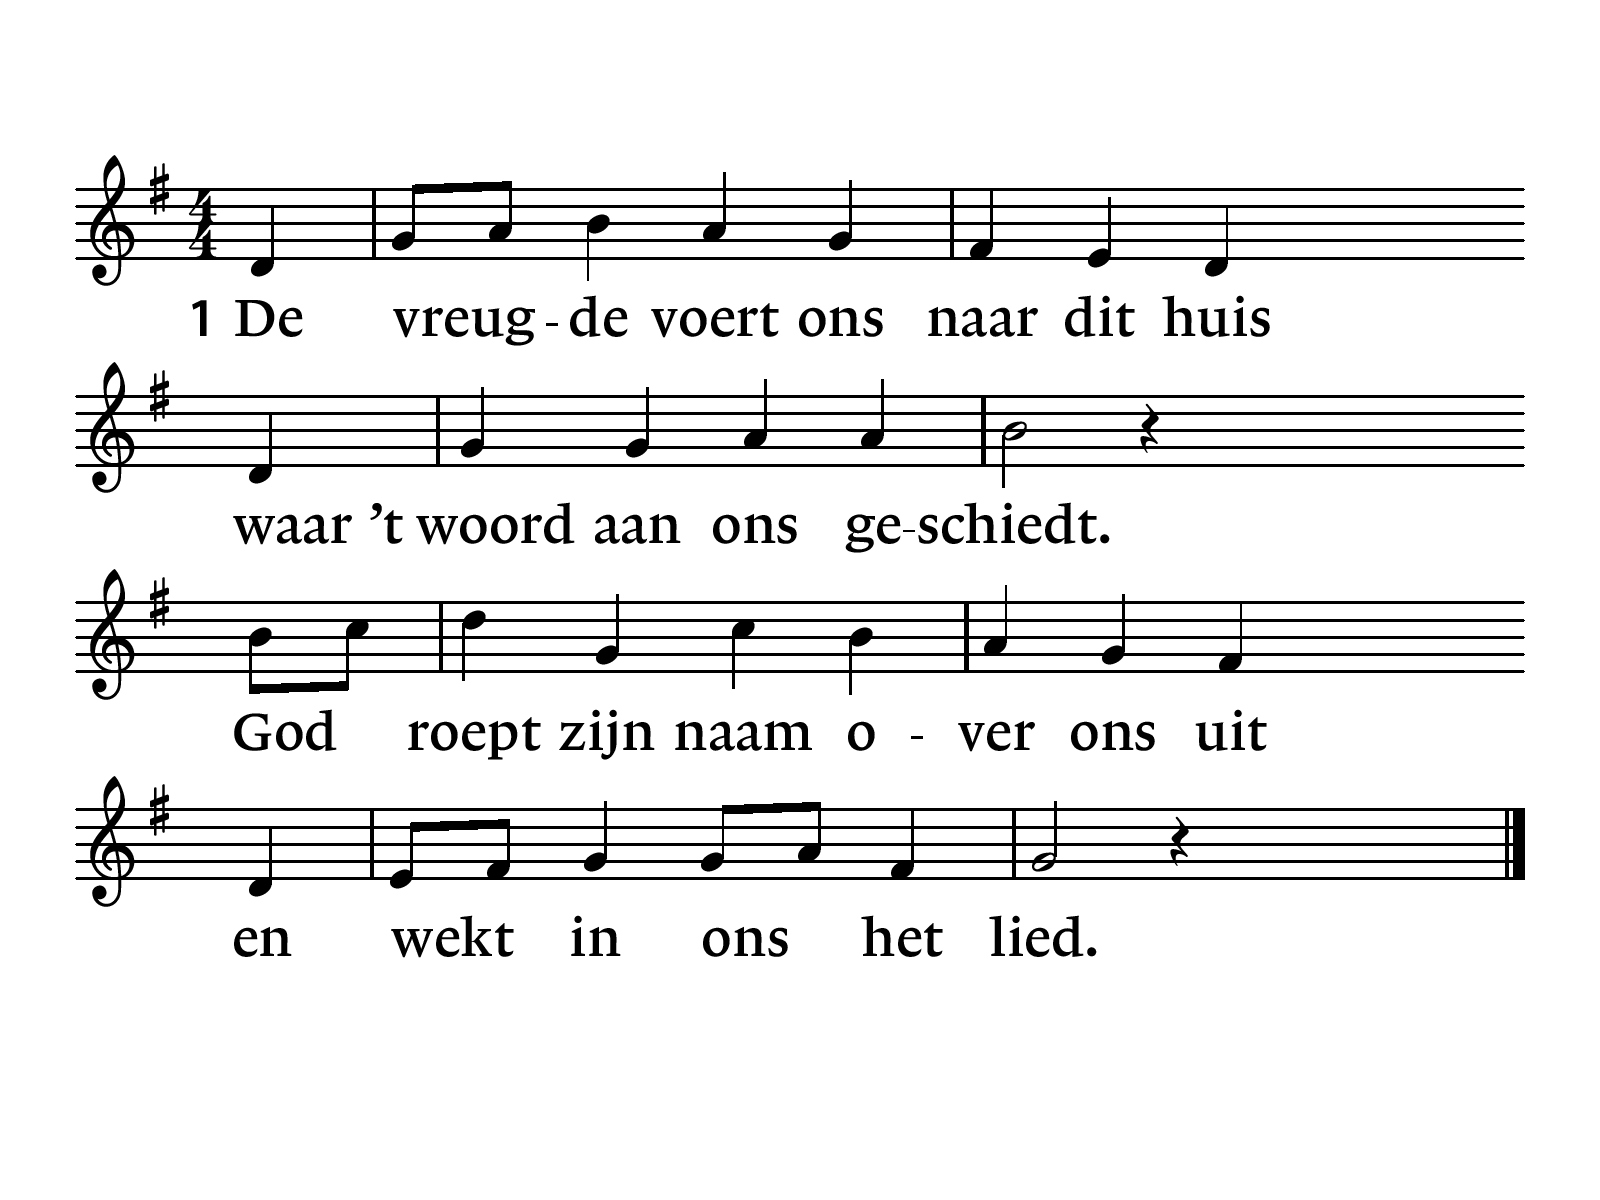 1 De vreug-de voert ons naar dit huis
waar ’t woord aan ons ge-schiedt.
God roept zijn naam o - ver ons uit
en wekt in ons het lied.